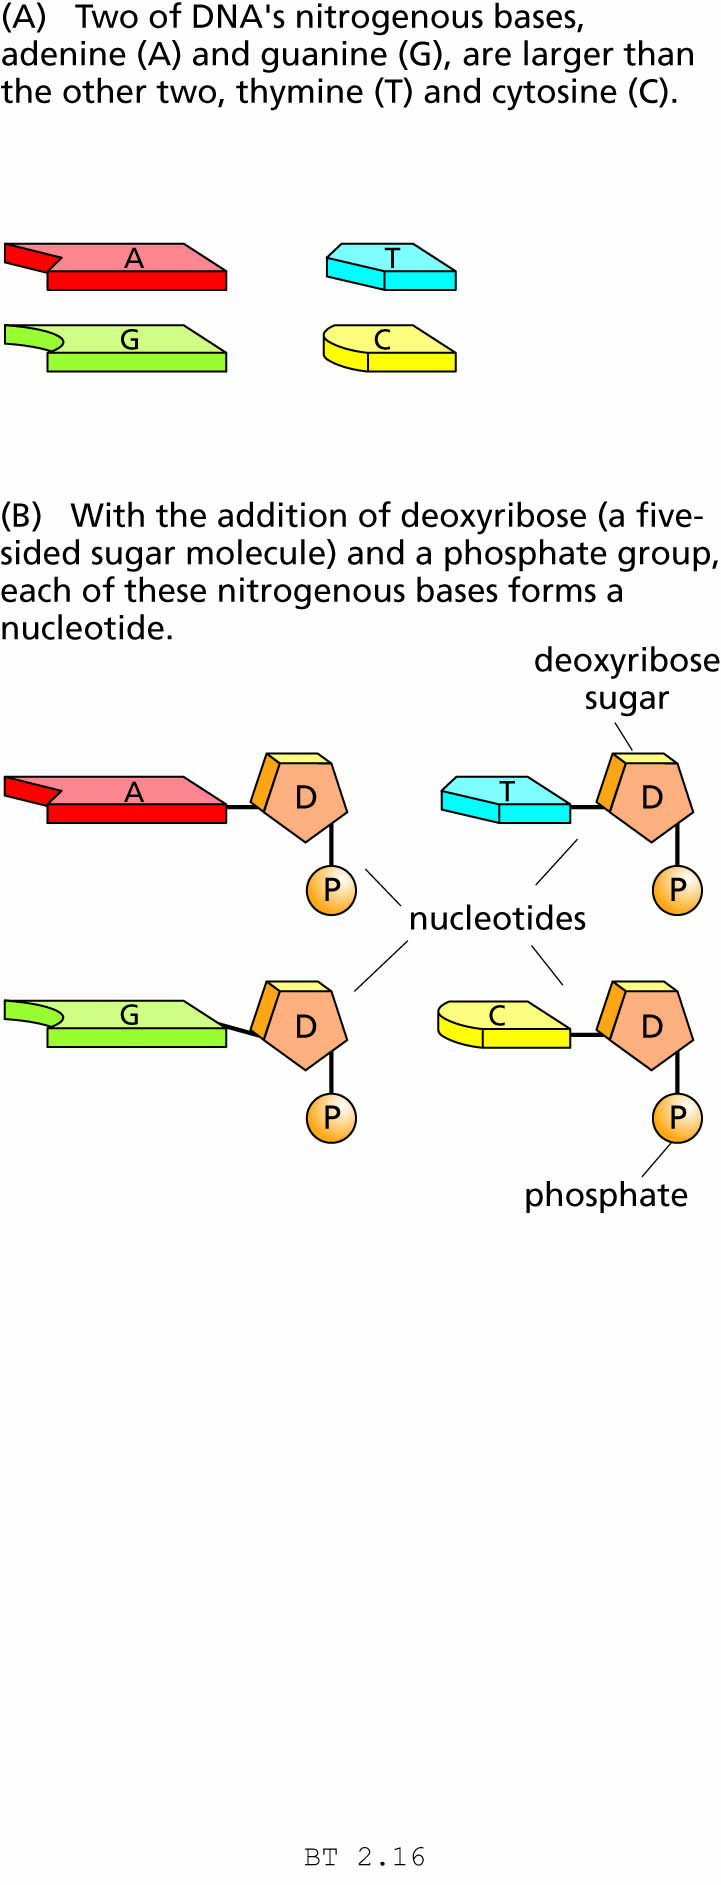 (A) Two of DNA's nitrogenous bases,
adenine (A) and guanine (G), are larger than
the other two, thymine (T) and cytosine (C).
A
T
G
C
(B) With the addition of deoxyribose (a five-
sided sugar molecule) and a phosphate group,
each of these nitrogenous bases forms a
nucleotide.
deoxyribose
sugar
A D
T D
P
P
nucleotides
G D
C D
P
P
phosphate
BT 2.16